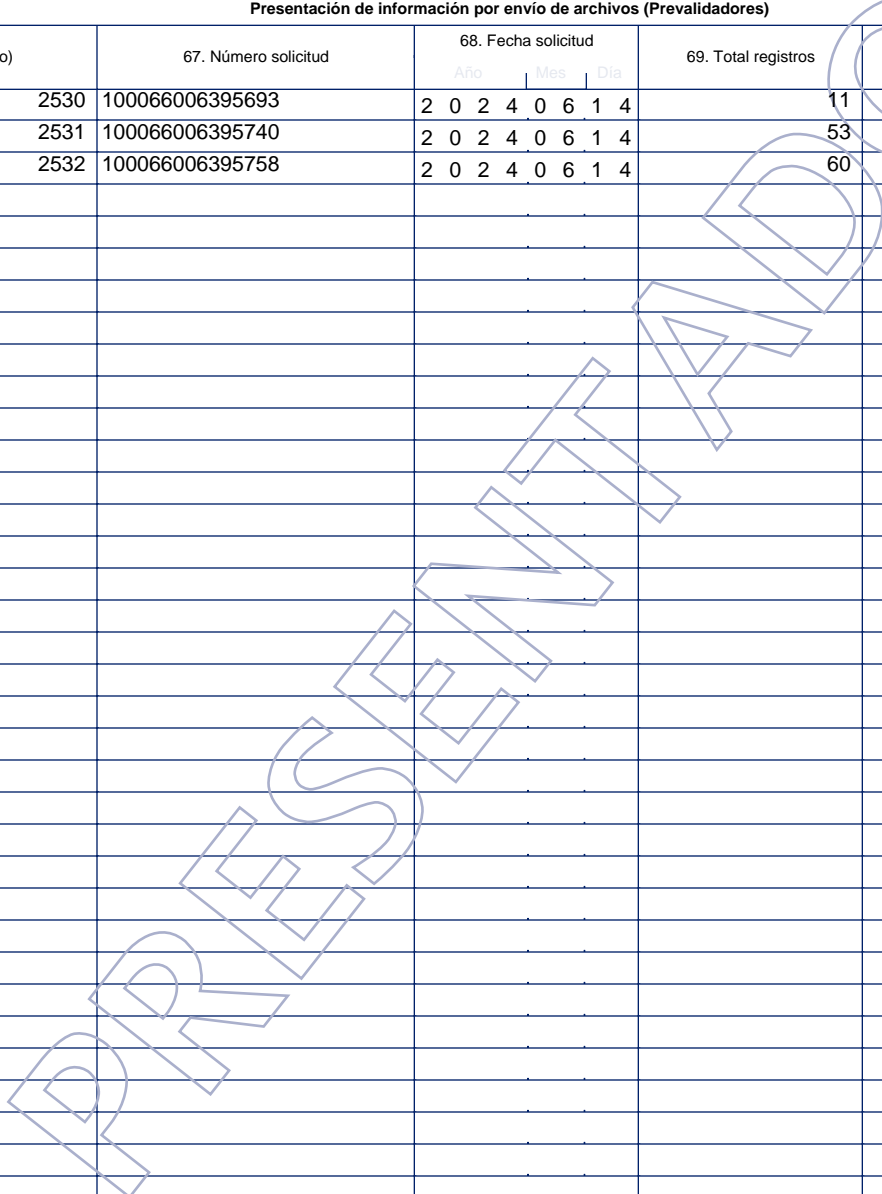 Presentación de información por envío de archivos (Prevalidadores)
o) 67. Número solicitud 68. Fecha solicitud 69. Total registros
Año Mes Día
2530 100066006395693 2 0 2 4 0 6 1 4 11
2531 100066006395740 2 0 2 4 0 6 1 4 53
2532 100066006395758 2 0 2 4 0 6 1 4 60
PRESENTADO